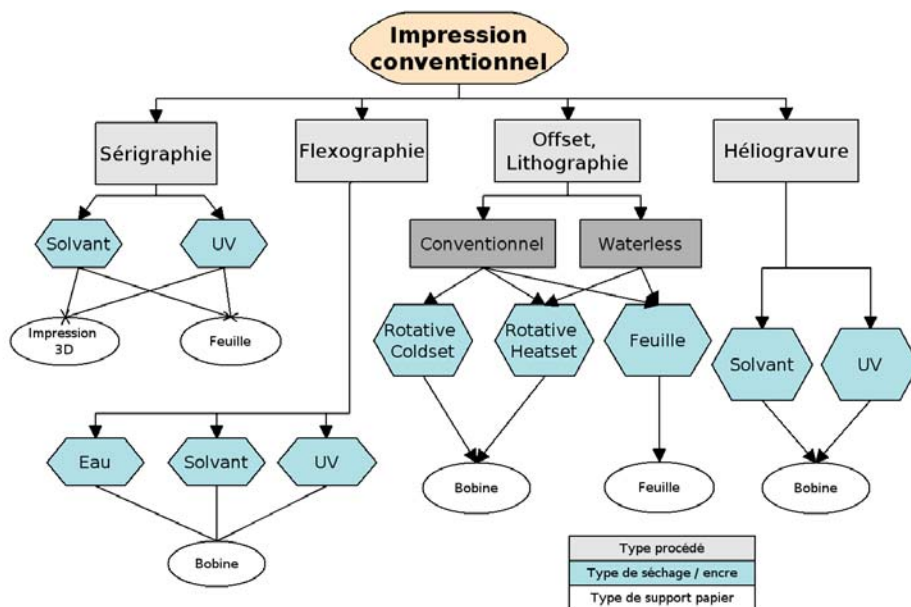 Impression
conventionnel
Sérigraphie
Flexographie
Offset,
Lithographie
Héliogravure
Solvant
UV
Conventionnel
Waterless
Impression
3D
Feuille
Rotative
Coldset
Rotative
Heatset
Feuille
Solvant
UV
Eau
Solvant
UV
Bobine
Feuille
Bobine
Bobine
Type procédé
Type de séchage / encre
Type de support papier